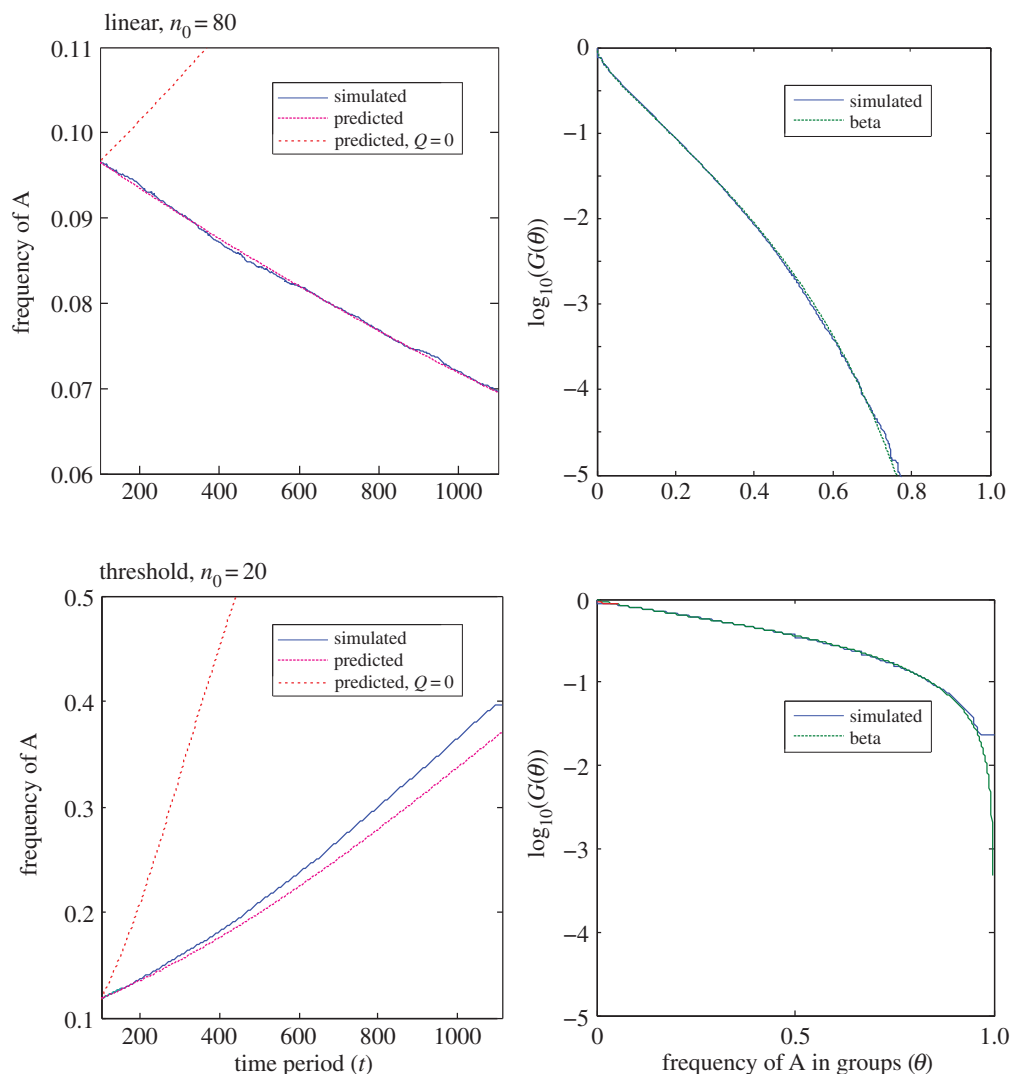 linear, n₀ = 80
0.11
0.10
0.09
0.08
0.07
0.06
frequency of A
simulated
predicted
predicted, Q = 0
200
400
600
800
1000
0
−1
−2
−3
−4
−5
log₁₀(G(θ))
simulated
beta
0
0.2
0.4
0.6
0.8
1.0
threshold, n₀ = 20
0.5
0.4
0.3
0.2
0.1
frequency of A
simulated
predicted
predicted, Q = 0
200
400
600
800
1000
time period (t)
0
−1
−2
−3
−4
−5
log₁₀(G(θ))
simulated
beta
0
0.5
1.0
frequency of A in groups (θ)